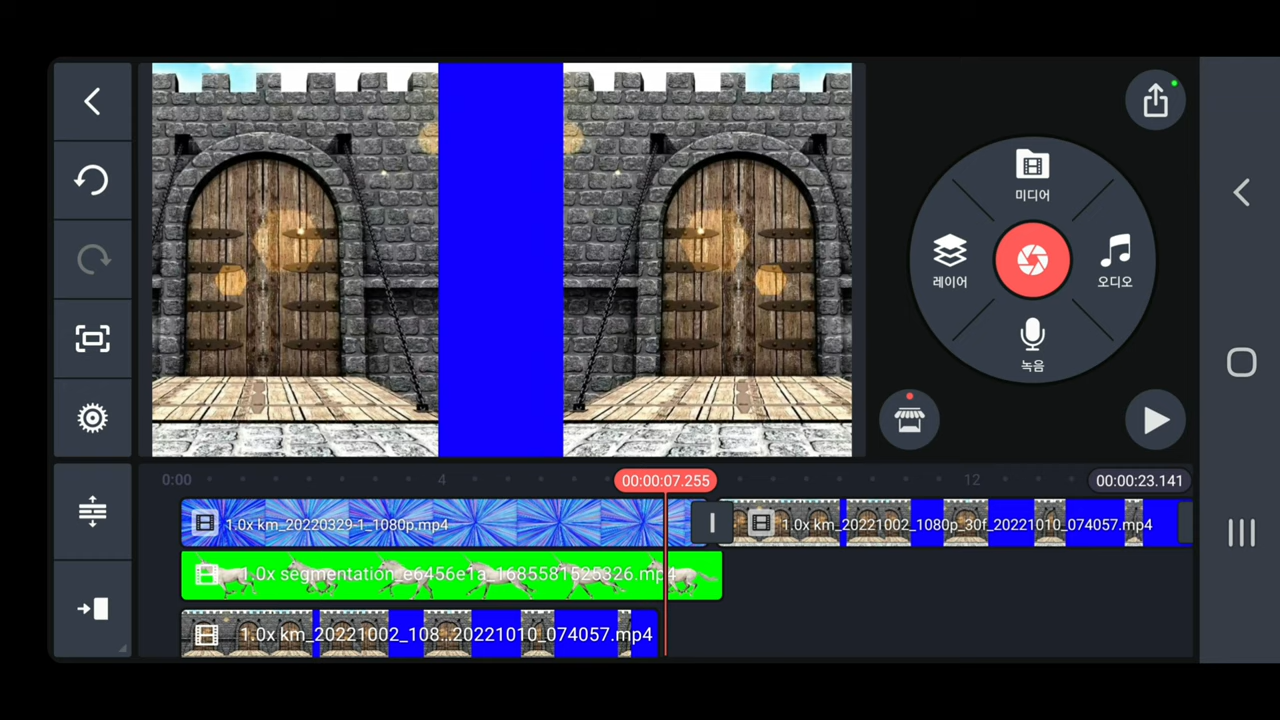 미디어
레이어
오디오
녹음
0:00
4
00:00:07.255
12
00:00:23.141
1.0x km_20220329-1_1080p.mp4
1.0x km_20221002_1080p_30f_20221010_074057.mp4
1.0x segmentation_e6456e1a_1685581525326.mp4
1.0x km_20221002_108..20221010_074057.mp4